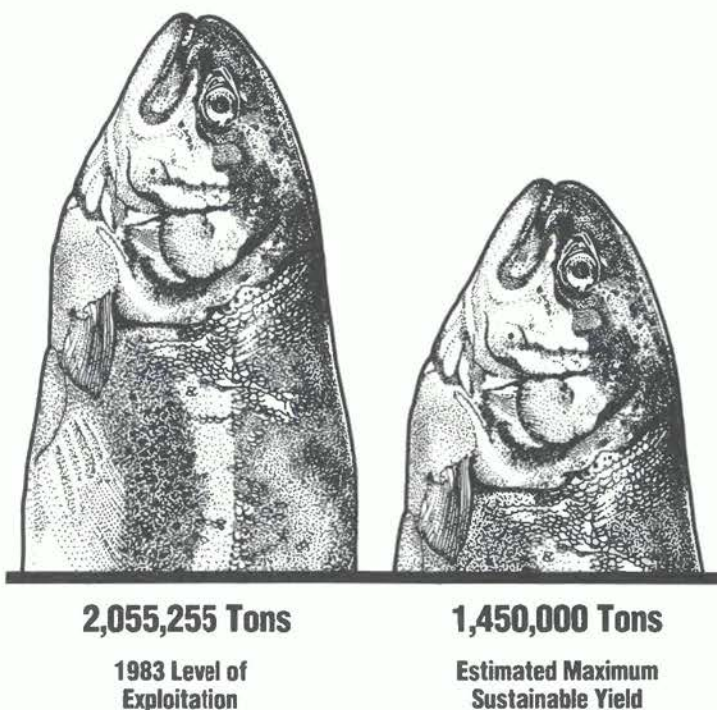 2,055,255 Tons
1983 Level of
Exploitation
1,450,000 Tons
Estimated Maximum
Sustainable Yield